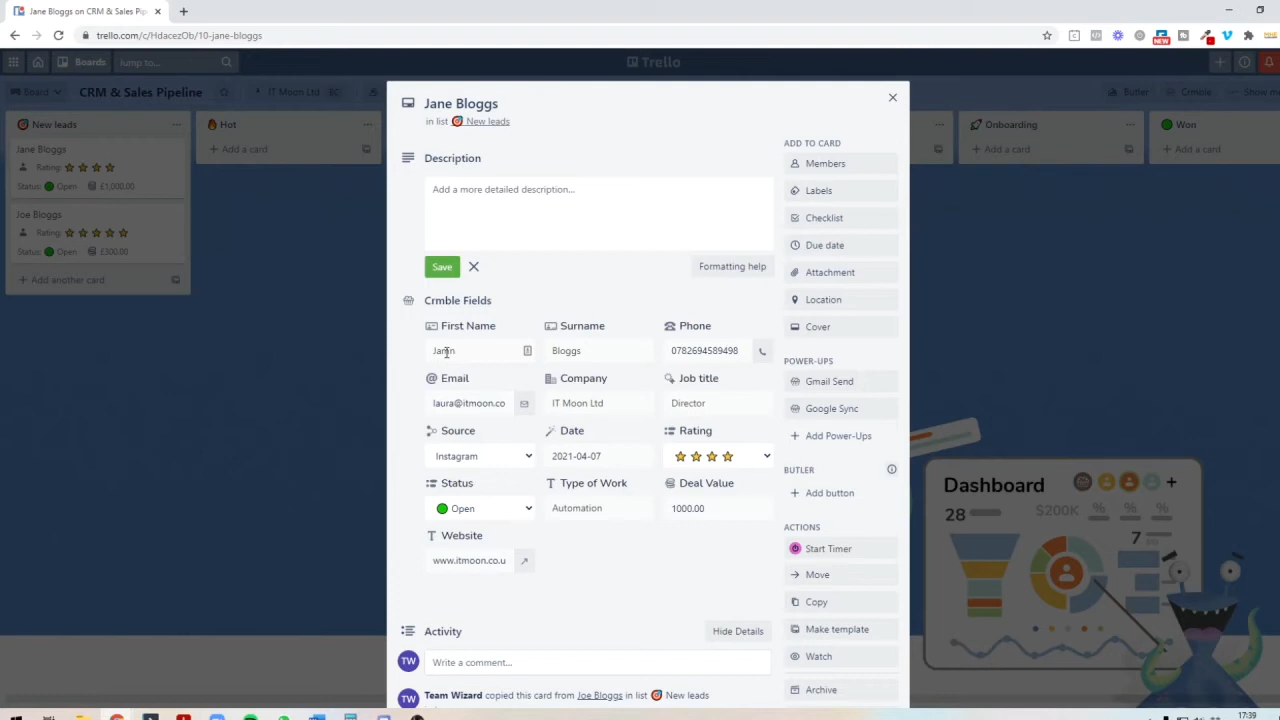 Jane Bloggs on CRM & Sales Pip
trello.com/c/HdacezOb/10-jane-bloggs
NEW
Boards
Jump to...
Trello
Board
CRM & Sales Pipeline
IT Moon Ltd
Butler
Crmble
Show me
New leads
Hot
Onboarding
Won
Jane Bloggs
Rating:
Status: Open £1,000.00
Joe Bloggs
Rating:
Status: Open £300.00
+ Add another card
+ Add a card
+ Add a card
+ Add a card
Jane Bloggs
in list New leads
Description
Add a more detailed description...
Save
Formatting help
Crmble Fields
First Name
Surname
Phone
Bloggs
0782694589498
Email
Company
Job title
laura@itmoon.co
IT Moon Ltd
Director
Source
Date
Rating
Instagram
2021-04-07
Status
Type of Work
Deal Value
Open
Automation
1000.00
Website
www.itmoon.co.u
Activity
Hide Details
TW
Write a comment...
TW
Team Wizard copied this card from Joe Bloggs in list New leads
ADD TO CARD
Members
Labels
Checklist
Due date
Attachment
Location
Cover
POWER-UPS
Gmail Send
Google Sync
+ Add Power-Ups
BUTLER
+ Add button
ACTIONS
Start Timer
Move
Copy
Make template
Watch
Archive
Dashboard
28
$200K % % %
7
17:39